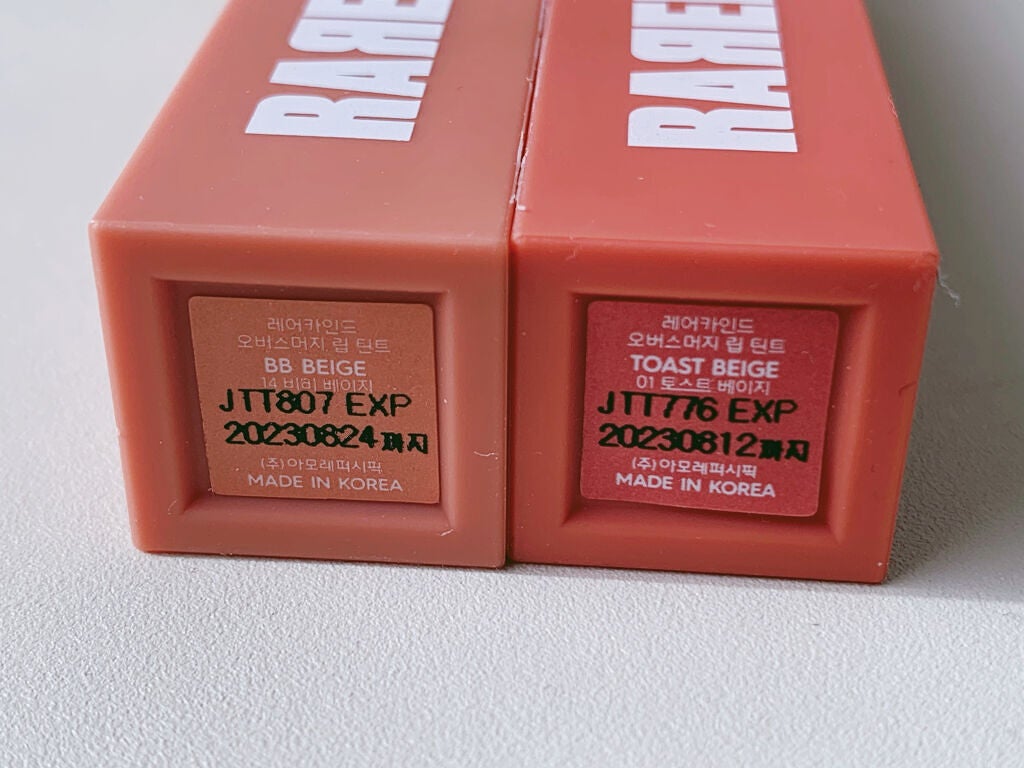 RARE
레어카인드
오버스머지 립 틴트
BB BEIGE
14 비비 베이지
JTT807 EXP
20230824까지
(주)아모레퍼시픽
MADE IN KOREA
RARE
레어카인드
오버스머지 립 틴트
TOAST BEIGE
01 토스트 베이지
JTT776 EXP
20230812까지
(주)아모레퍼시픽
MADE IN KOREA